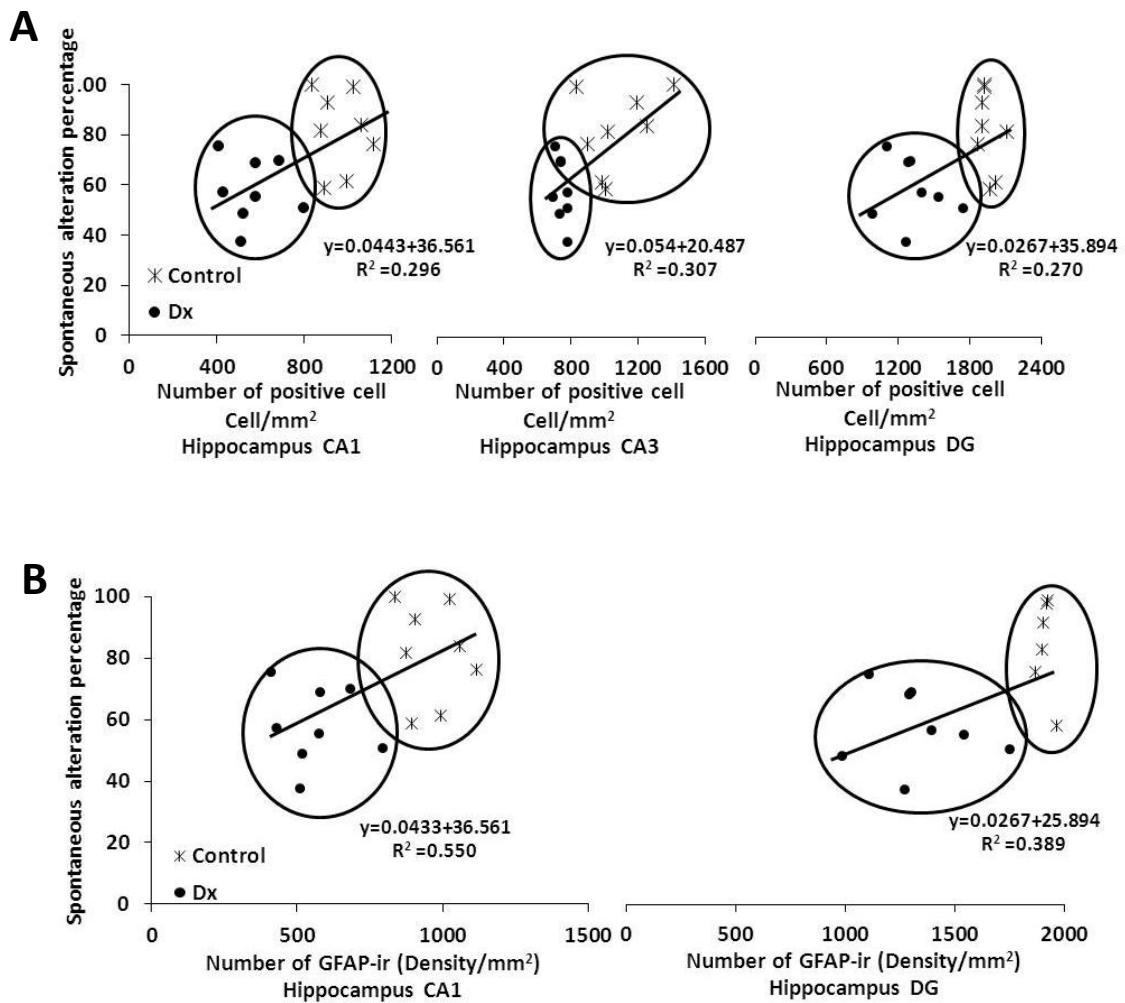 A
Spontaneous alteration percentage
.00
80
60
40
20
0
Control
Dx
y=0.0443+36.561
R² =0.296
0 400 800 1200
Number of positive cell
Cell/mm²
Hippocampus CA1
y=0.054+20.487
R² =0.307
0 400 800 1200 1600
Number of positive cell
Cell/mm²
Hippocampus CA3
y=0.0267+35.894
R² =0.270
0 600 1200 1800 2400
Number of positive cell
Cell/mm²
Hippocampus DG
B
Spontaneous alteration percentage
100
80
60
40
20
0
Control
Dx
y=0.0433+36.561
R² =0.550
0 500 1000 1500
Number of GFAP-ir (Density/mm²)
Hippocampus CA1
y=0.0267+25.894
R² =0.389
0 500 1000 1500 2000
Number of GFAP-ir (Density/mm²)
Hippocampus DG